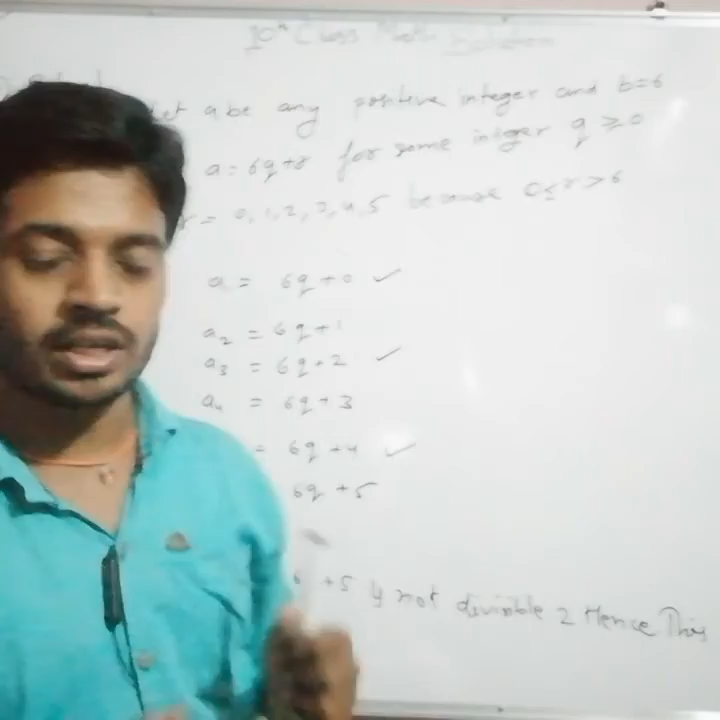 10th Class Math Solution
Let a be any positive integer and b=6
a = 6q+r for some integer q ≥ 0
r = 0, 1, 2, 3, 4, 5 because 0 ≤ r > 6
a = 6q + 0 ✓
a2 = 6q + 1
a3 = 6q + 2 ✓
a4 = 6q + 3
= 6q + 4 ✓
6q + 5
6 +5 is not divisible 2 Hence This